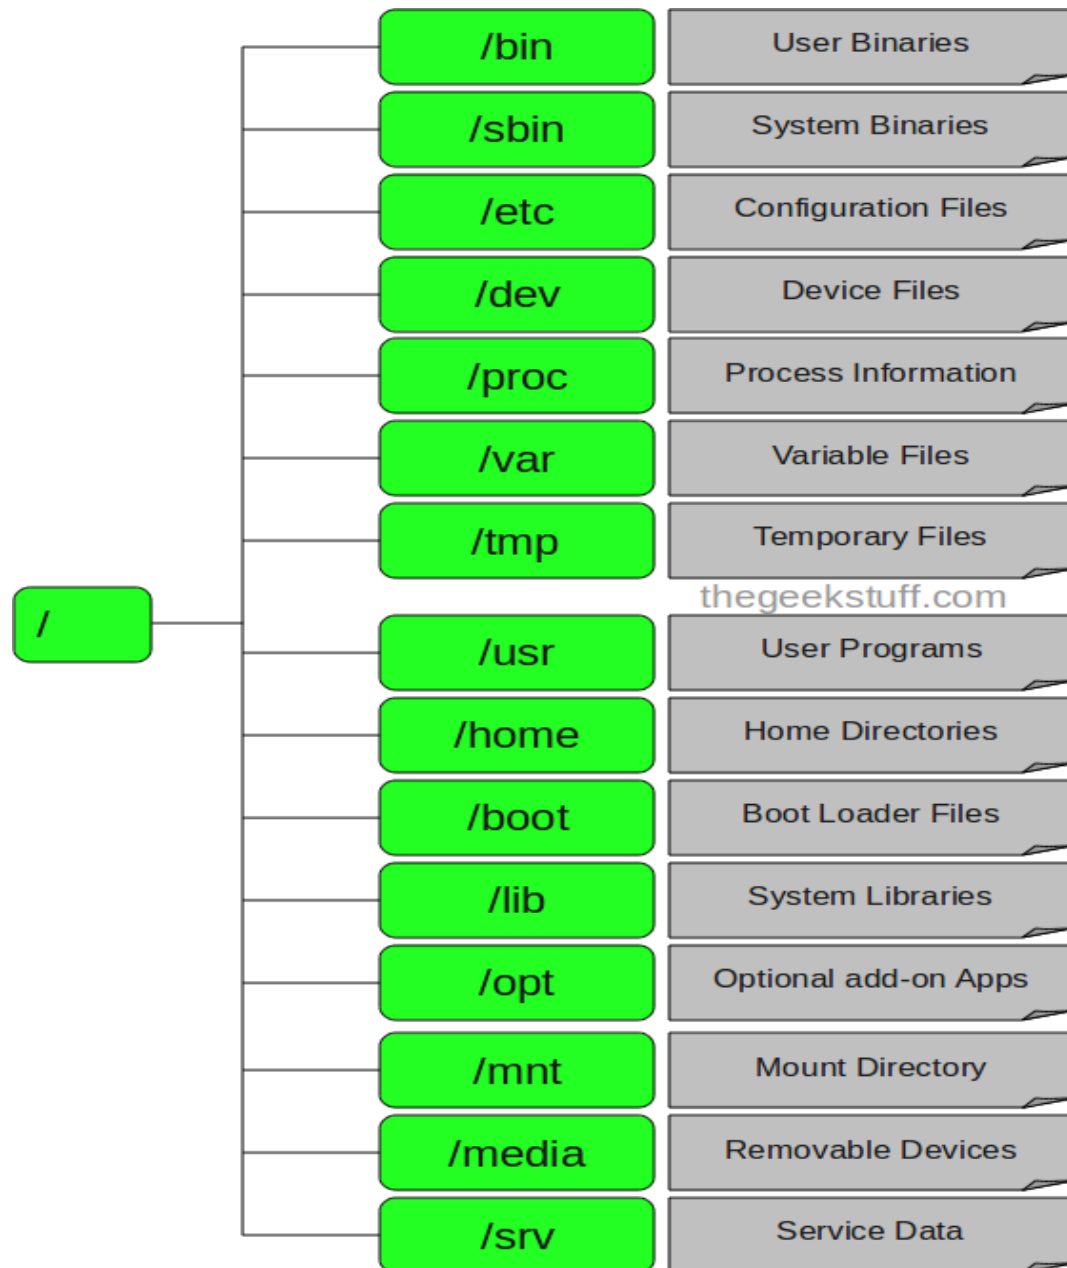 /bin User Binaries
/sbin System Binaries
/etc Configuration Files
/dev Device Files
/proc Process Information
/var Variable Files
/tmp Temporary Files
thegeekstuff.com
/
/usr User Programs
/home Home Directories
/boot Boot Loader Files
/lib System Libraries
/opt Optional add-on Apps
/mnt Mount Directory
/media Removable Devices
/srv Service Data